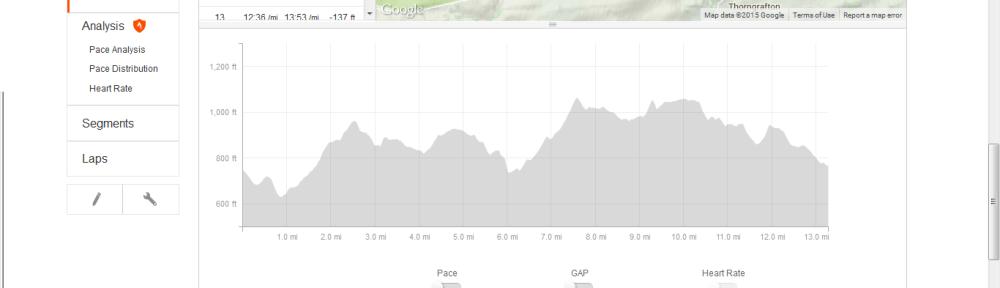 13 12:36 /mi 13:53 /mi -137 ft
Google
Thorngrafton
Map data ©2015 Google Terms of Use Report a map error
Analysis
Pace Analysis
Pace Distribution
Heart Rate
Segments
Laps
1,200 ft
1,000 ft
800 ft
600 ft
1.0 mi 2.0 mi 3.0 mi 4.0 mi 5.0 mi 6.0 mi 7.0 mi 8.0 mi 9.0 mi 10.0 mi 11.0 mi 12.0 mi 13.0 mi
Pace GAP Heart Rate